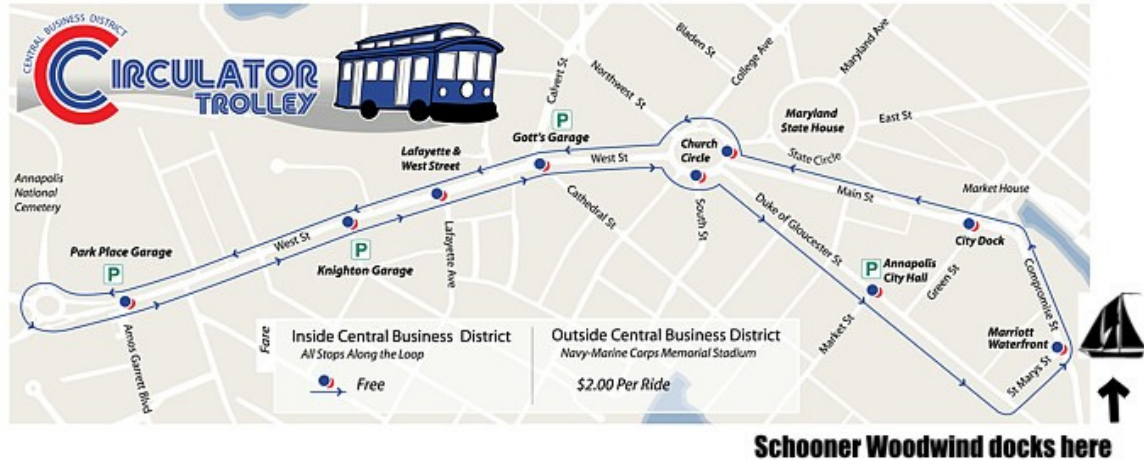 CENTRAL BUSINESS DISTRICT
CIRCULATOR
TROLLEY
Bladen St
College Ave
Maryland Ave
Calvert St
Northwest St
P
Gott's Garage
Maryland
State House
East St
Church
Circle
State Circle
Lafayette &
West Street
West St
Annapolis
National
Cemetery
Cathedral St
Main St
Market House
South St
Duke of Gloucester St
City Dock
Park Place Garage
P
West St
P
Knighton Garage
Lafayette Ave
P
Annapolis
City Hall
Green St
Compromise St
Amos Garrett Blvd
Market St
Marriott
Waterfront
St Marys St
Fare
Inside Central Business District
All Stops Along the Loop
Free
Outside Central Business District
Navy-Marine Corps Memorial Stadium
$2.00 Per Ride
Schooner Woodwind docks here